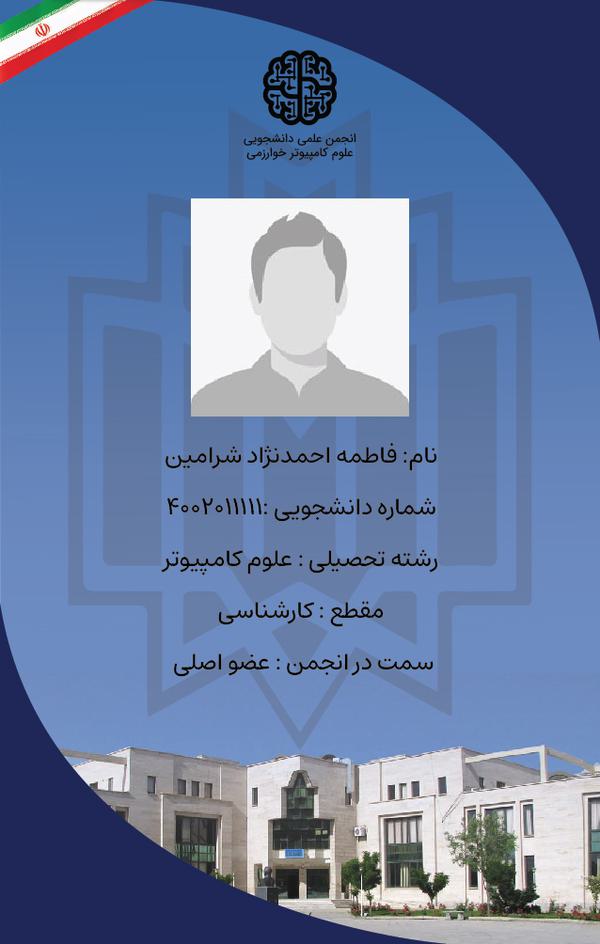 انجمن علمی دانشجویی
علوم کامپیوتر خوارزمی
نام: فاطمه احمدنژاد شرامین
شماره دانشجویی :۴۰۰۲۰۱۱۱۱۱
رشته تحصیلی : علوم کامپیوتر
مقطع : کارشناسی
سمت در انجمن : عضو اصلی